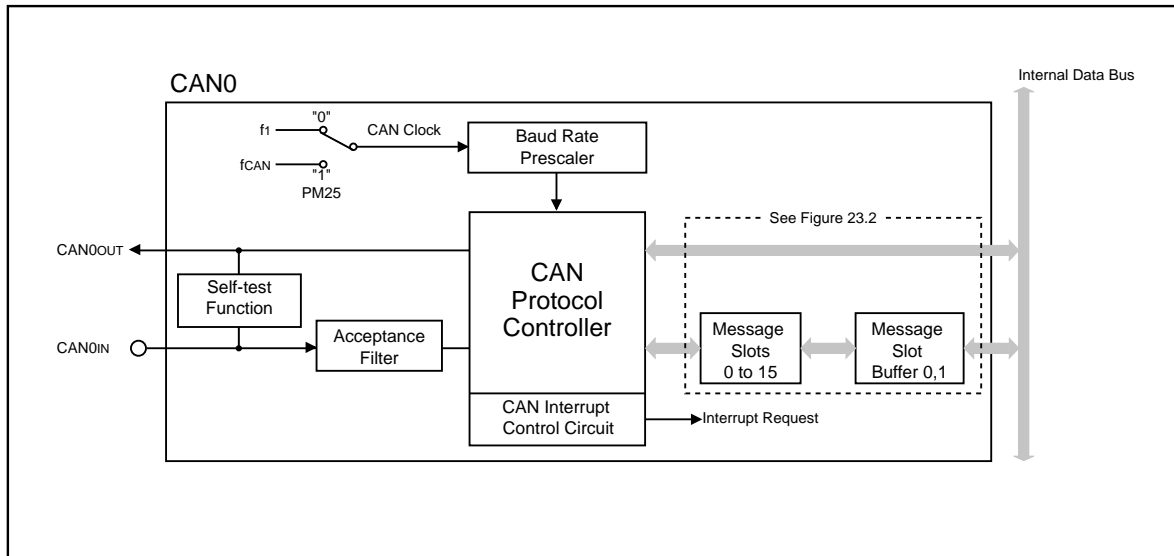 Internal Data Bus
CAN0
"0"
f1
CAN Clock
Baud Rate
Prescaler
fCAN
"1"
PM25
See Figure 23.2
CAN0OUT
CAN
Protocol
Controller
Self-test
Function
CAN0IN
Acceptance
Filter
Message
Slots
0 to 15
Message
Slot
Buffer 0,1
CAN Interrupt
Control Circuit
Interrupt Request